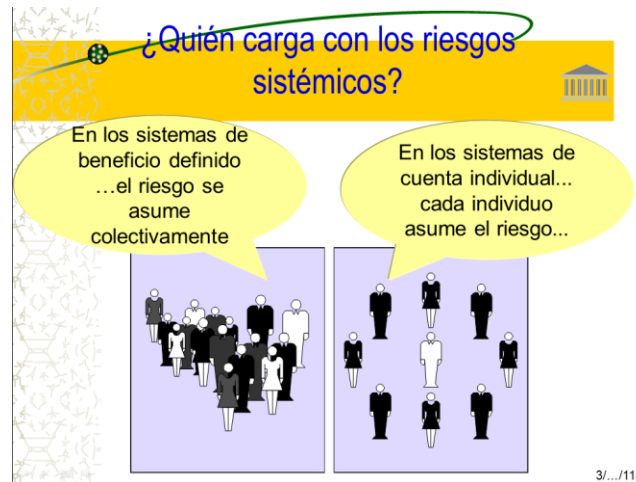 ¿Quién carga con los riesgos
sistémicos?
En los sistemas de
beneficio definido
…el riesgo se
asume
colectivamente
En los sistemas de
cuenta individual...
cada individuo
asume el riesgo...
3/…/11